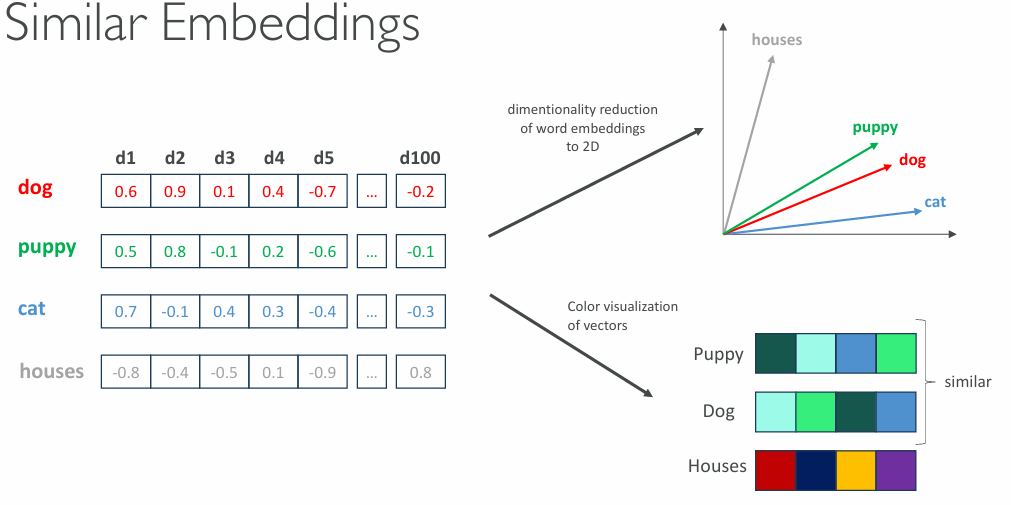 Similar Embeddings
d1 d2 d3 d4 d5 d100
dog 0.6 0.9 0.1 0.4 -0.7 ... -0.2
puppy 0.5 0.8 -0.1 0.2 -0.6 ... -0.1
cat 0.7 -0.1 0.4 0.3 -0.4 ... -0.3
houses -0.8 -0.4 -0.5 0.1 -0.9 ... 0.8
dimentionality reduction
of word embeddings
to 2D
houses
puppy
dog
cat
Color visualization
of vectors
Puppy
Dog
Houses
similar